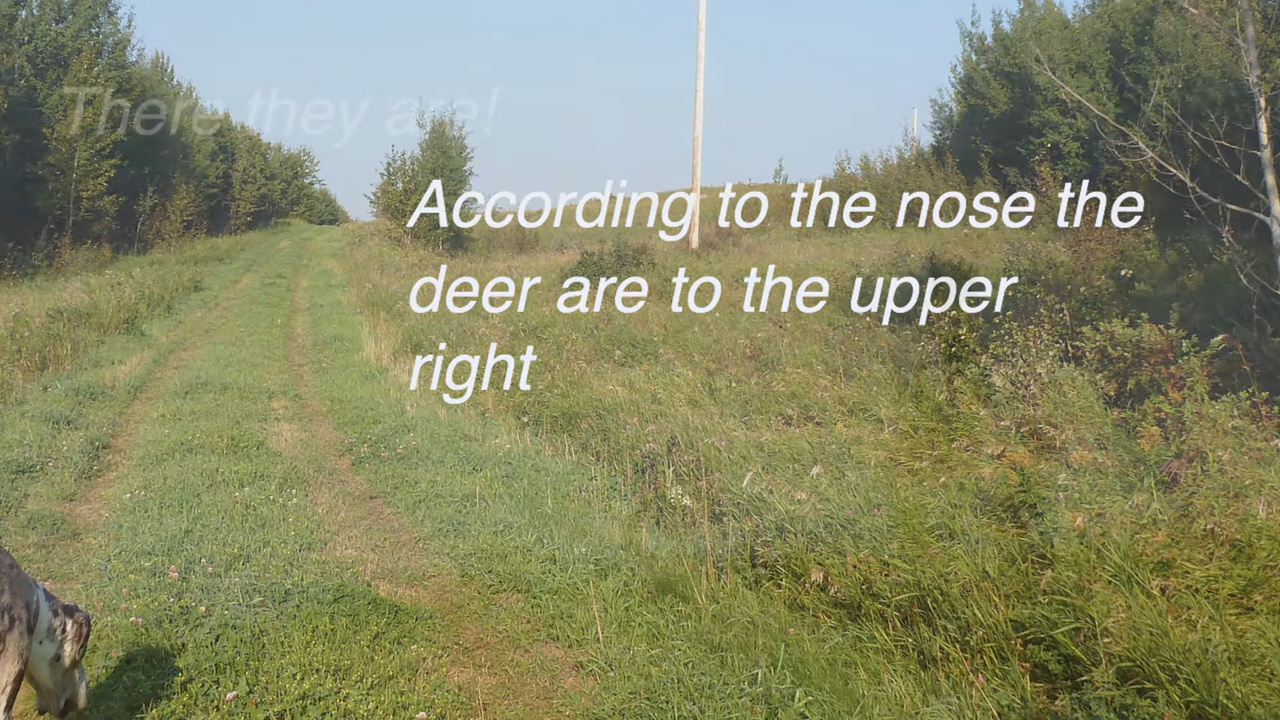 There they are!
According to the nose the
deer are to the upper
right